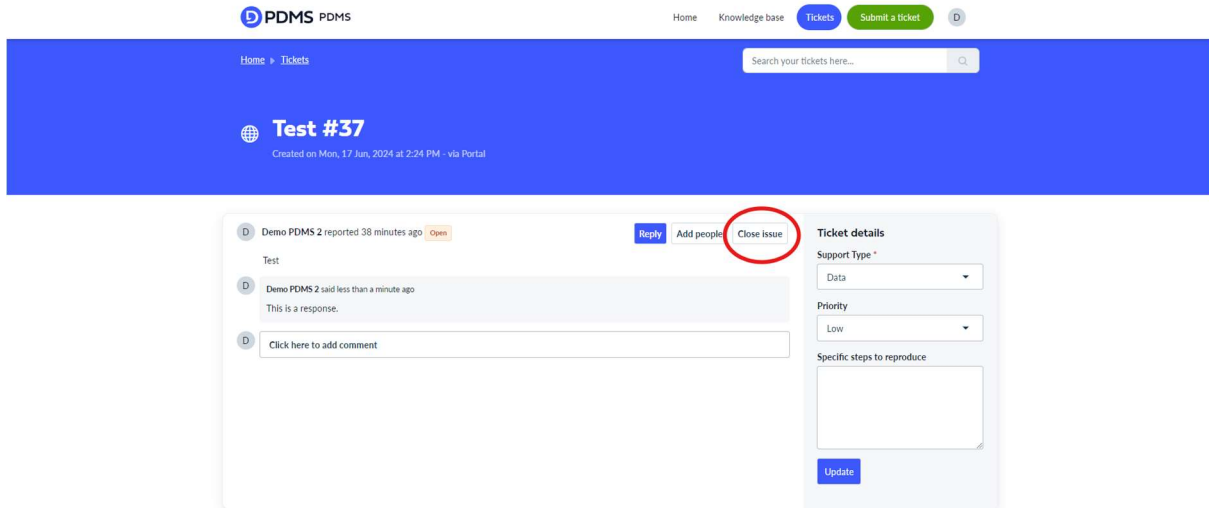 PDMS PDMS
Home Knowledge base Tickets Submit a ticket D
Home Tickets
Search your tickets here...
Test #37
Created on Mon, 17 Jun, 2024 at 2:24 PM - via Portal
D Demo PDMS 2 reported 38 minutes ago Open
Reply Add people Close issue
Test
D Demo PDMS 2 said less than a minute ago
This is a response.
D Click here to add comment
Ticket details
Support Type *
Data
Priority
Low
Specific steps to reproduce
Update